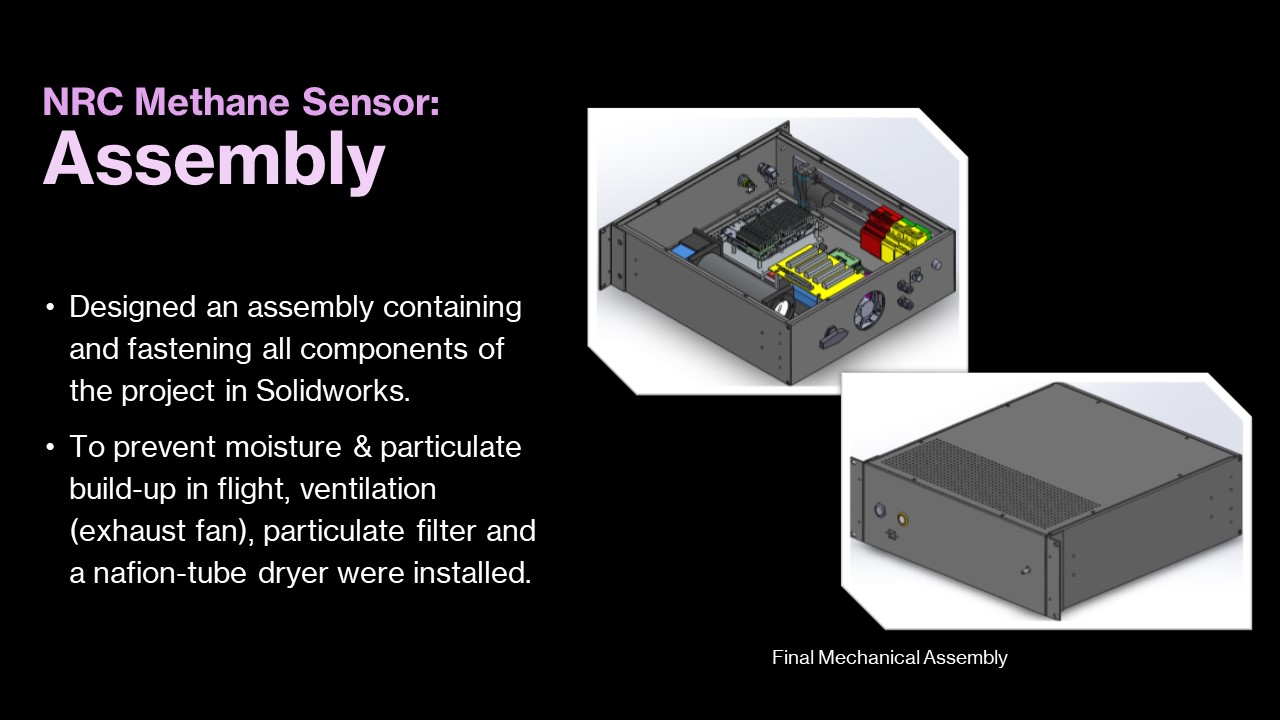 NRC Methane Sensor:
Assembly
• Designed an assembly containing
and fastening all components of
the project in Solidworks.
• To prevent moisture & particulate
build-up in flight, ventilation
(exhaust fan), particulate filter and
a nafion-tube dryer were installed.
Final Mechanical Assembly